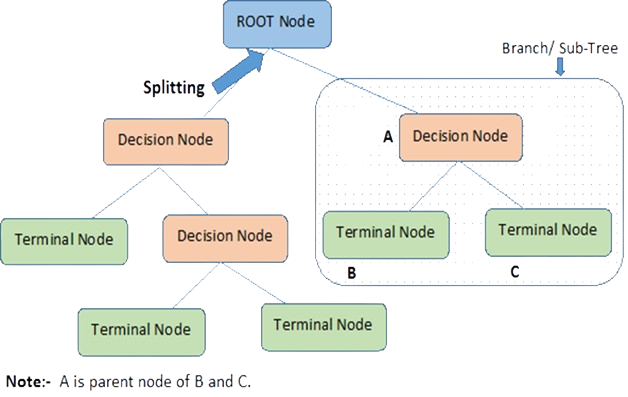 ROOT Node
Branch/ Sub-Tree
Splitting
Decision Node
A
Decision Node
Terminal Node
Decision Node
Terminal Node
Terminal Node
B
C
Terminal Node
Terminal Node
Note:- A is parent node of B and C.